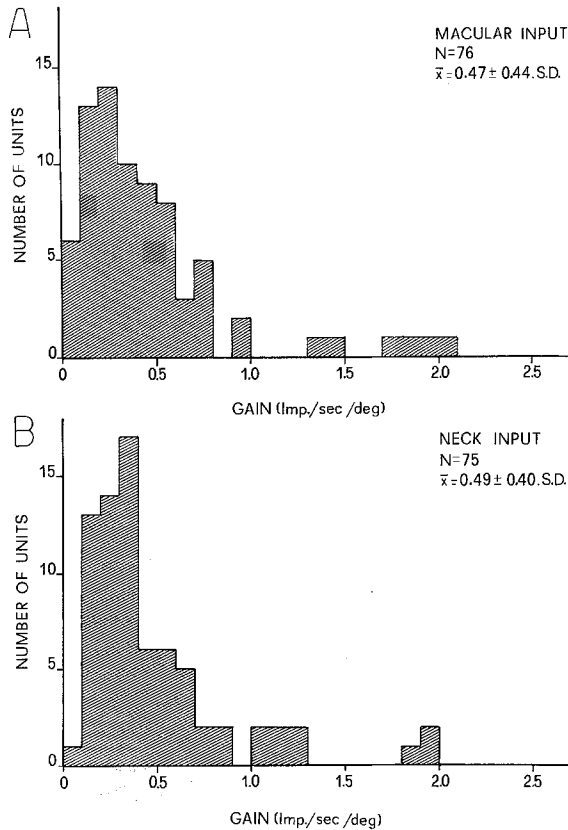 A
MACULAR INPUT
N=76
x̄=0.47± 0.44.S.D.
NUMBER OF UNITS
15
10
5
0
0 0.5 1.0 1.5 2.0 2.5
GAIN (Imp./sec /deg)
B
NECK INPUT
N=75
x̄=0.49± 0.40.S.D.
NUMBER OF UNITS
15
10
5
0
0 0.5 1.0 1.5 2.0 2.5
GAIN (Imp./sec /deg)